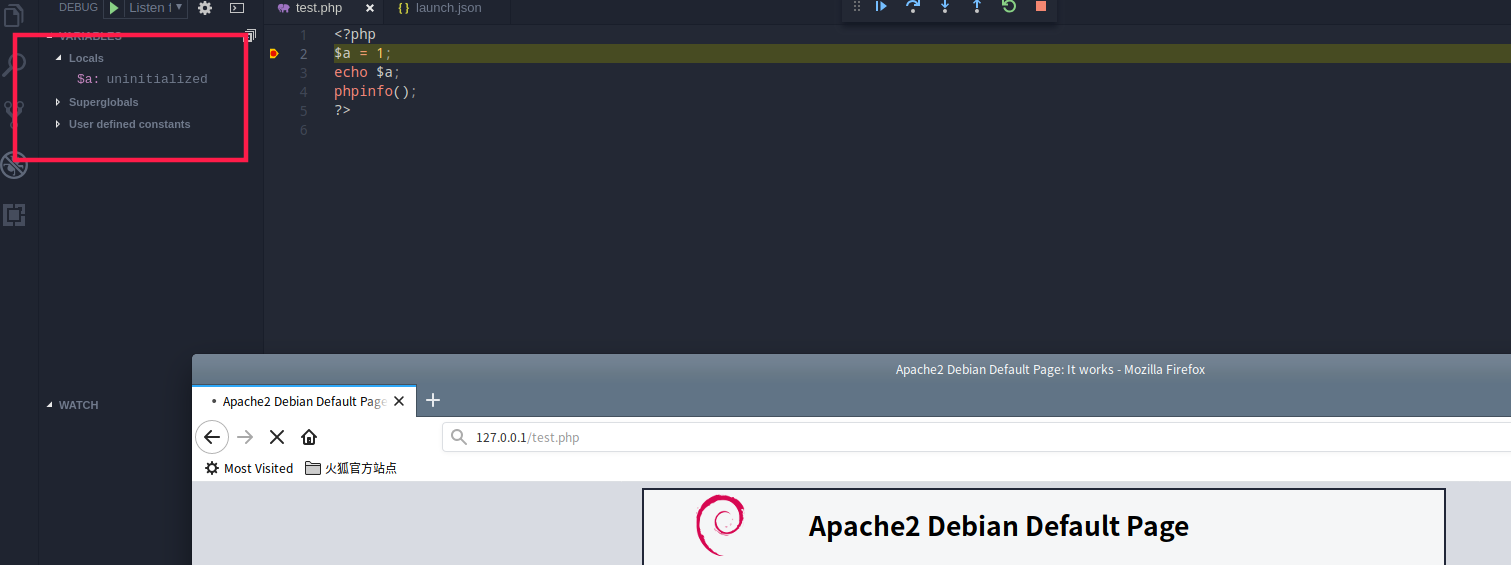 DEBUG Listen f
test.php
{} launch.json
VARIABLES
Locals
$a: uninitialized
Superglobals
User defined constants
1 <?php
2 $a = 1;
3 echo $a;
4 phpinfo();
5 ?>
6
WATCH
Apache2 Debian Default Page: It works - Mozilla Firefox
Apache2 Debian Default Page
127.0.0.1/test.php
Most Visited 火狐官方站点
Apache2 Debian Default Page